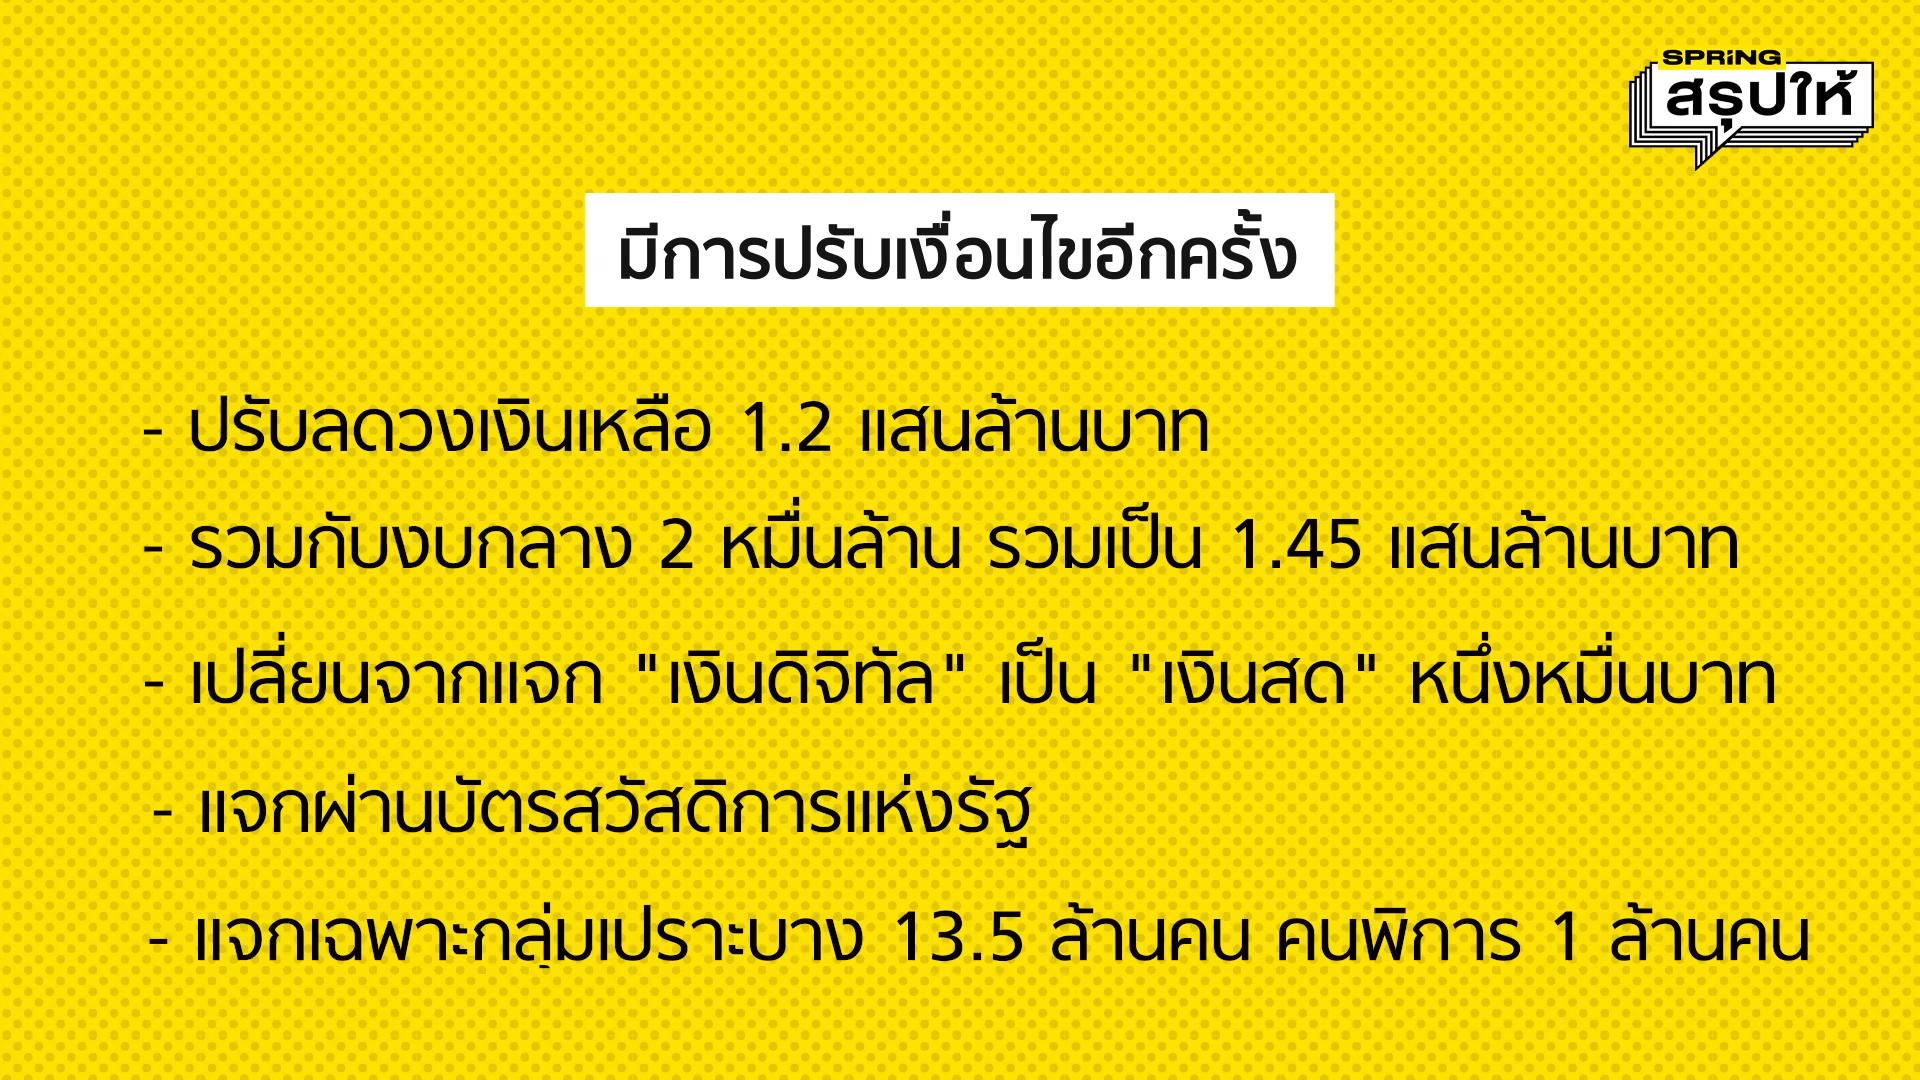 SPRiNG
สรุปให้
มีการปรับเงื่อนไขอีกครั้ง
- ปรับลดวงเงินเหลือ 1.2 แสนล้านบาท
- รวมกับงบกลาง 2 หมื่นล้าน รวมเป็น 1.45 แสนล้านบาท
- เปลี่ยนจากแจก "เงินดิจิทัล" เป็น "เงินสด" หนึ่งหมื่นบาท
- แจกผ่านบัตรสวัสดิการแห่งรัฐ
- แจกเฉพาะกลุ่มเปราะบาง 13.5 ล้านคน คนพิการ 1 ล้านคน